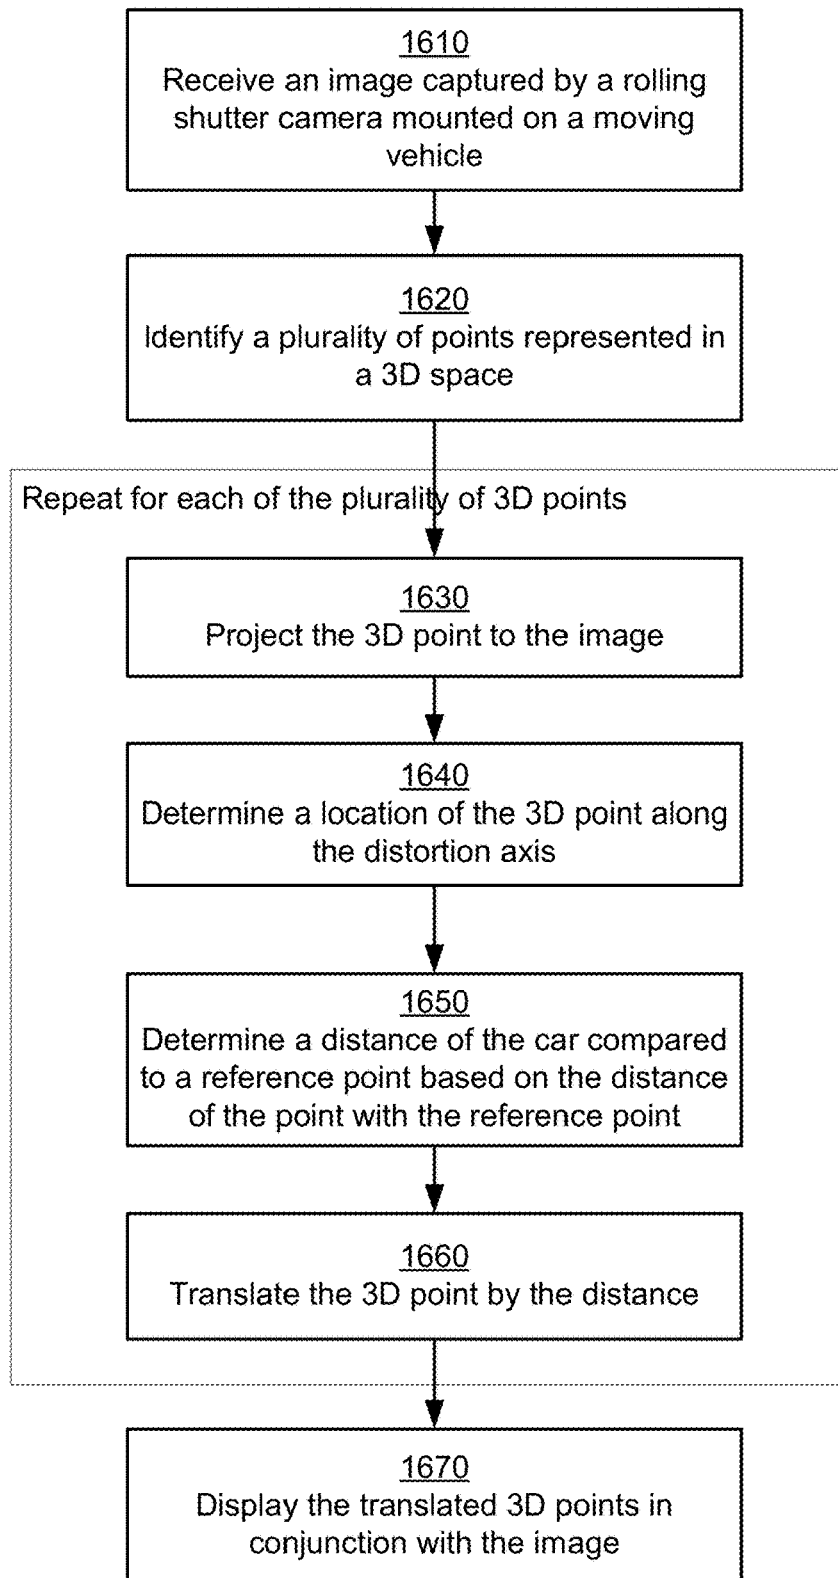 1610
Receive an image captured by a rolling
shutter camera mounted on a moving
vehicle
1620
Identify a plurality of points represented in
a 3D space
Repeat for each of the plurality of 3D points
1630
Project the 3D point to the image
1640
Determine a location of the 3D point along
the distortion axis
1650
Determine a distance of the car compared
to a reference point based on the distance
of the point with the reference point
1660
Translate the 3D point by the distance
1670
Display the translated 3D points in
conjunction with the image